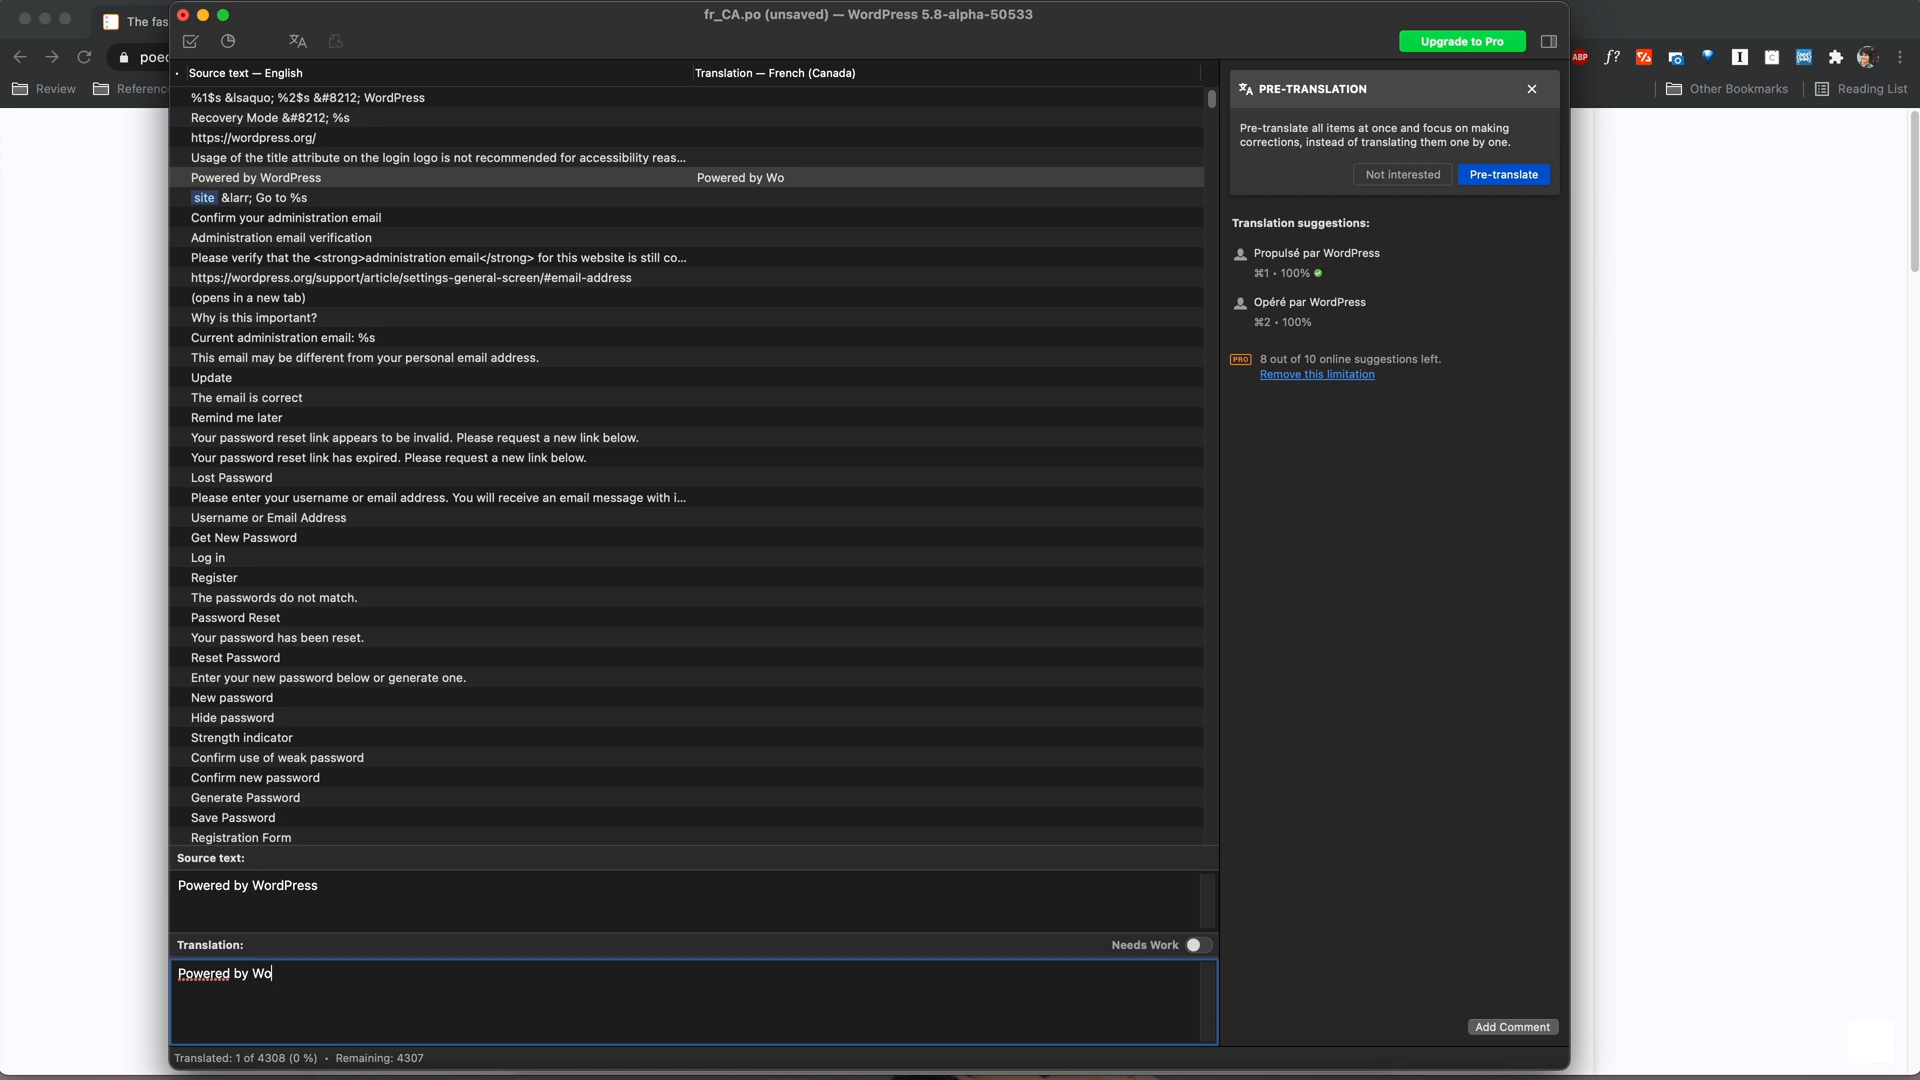 The fas
fr_CA.po (unsaved) — WordPress 5.8-alpha-50533
Upgrade to Pro
poe
ABP
f?
Review
Referenc
Other Bookmarks
Reading List
Source text — English
Translation — French (Canada)
%1$s &lsaquo; %2$s &#8212; WordPress
Recovery Mode &#8212; %s
https://wordpress.org/
Usage of the title attribute on the login logo is not recommended for accessibility reas...
Powered by WordPress
Powered by Wo
site &larr; Go to %s
Confirm your administration email
Administration email verification
Please verify that the <strong>administration email</strong> for this website is still co...
https://wordpress.org/support/article/settings-general-screen/#email-address
(opens in a new tab)
Why is this important?
Current administration email: %s
This email may be different from your personal email address.
Update
The email is correct
Remind me later
Your password reset link appears to be invalid. Please request a new link below.
Your password reset link has expired. Please request a new link below.
Lost Password
Please enter your username or email address. You will receive an email message with i...
Username or Email Address
Get New Password
Log in
Register
The passwords do not match.
Password Reset
Your password has been reset.
Reset Password
Enter your new password below or generate one.
New password
Hide password
Strength indicator
Confirm use of weak password
Confirm new password
Generate Password
Save Password
Registration Form
Source text:
Powered by WordPress
Translation:
Needs Work
Powered by Wo
Translated: 1 of 4308 (0 %) • Remaining: 4307
PRE-TRANSLATION
Pre-translate all items at once and focus on making
corrections, instead of translating them one by one.
Not interested
Pre-translate
Translation suggestions:
Propulsé par WordPress
⌘1 • 100%
Opéré par WordPress
⌘2 • 100%
PRO
8 out of 10 online suggestions left.
Remove this limitation
Add Comment